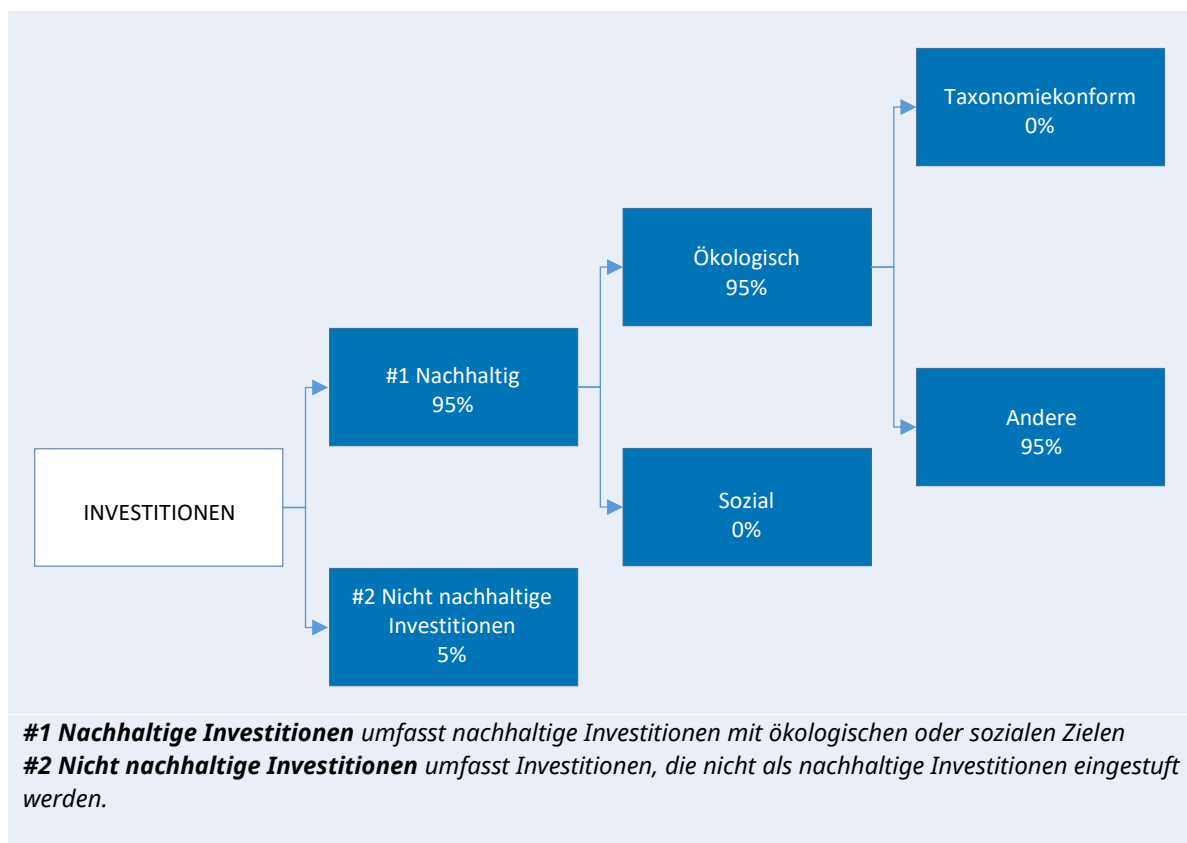 Taxonomiekonform
0%
Ökologisch
95%
#1 Nachhaltig
95%
Andere
95%
INVESTITIONEN
Sozial
0%
#2 Nicht nachhaltige
Investitionen
5%
#1 Nachhaltige Investitionen umfasst nachhaltige Investitionen mit ökologischen oder sozialen Zielen
#2 Nicht nachhaltige Investitionen umfasst Investitionen, die nicht als nachhaltige Investitionen eingestuft
werden.